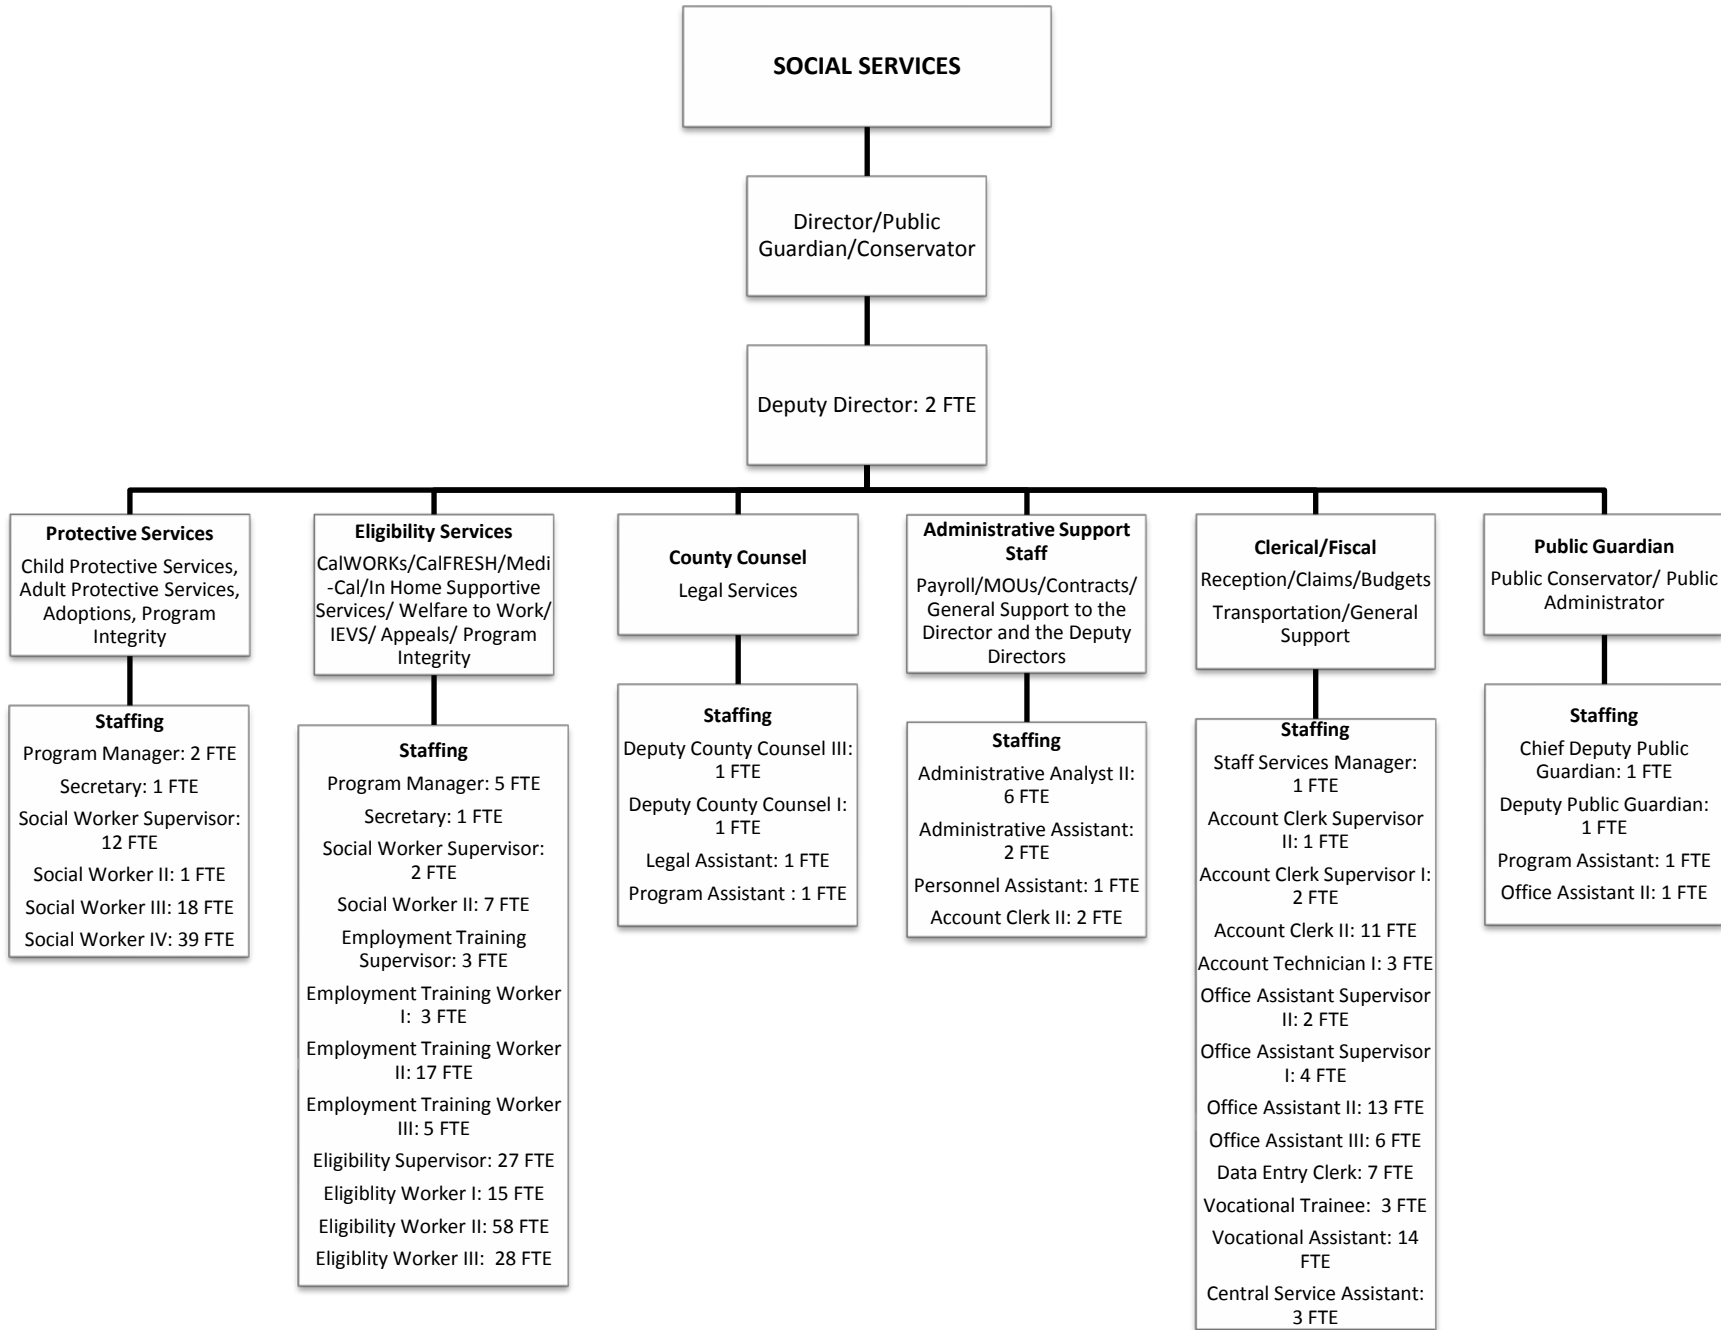 SOCIAL SERVICES
Director/Public
Guardian/Conservator
Deputy Director: 2 FTE
Protective Services
Child Protective Services,
Adult Protective Services,
Adoptions, Program
Integrity
Staffing
Program Manager: 2 FTE
Secretary: 1 FTE
Social Worker Supervisor:
12 FTE
Social Worker II: 1 FTE
Social Worker III: 18 FTE
Social Worker IV: 39 FTE
Eligibility Services
CalWORKs/CalFRESH/Medi
-Cal/In Home Supportive
Services/ Welfare to Work/
IEVS/ Appeals/ Program
Integrity
Staffing
Program Manager: 5 FTE
Secretary: 1 FTE
Social Worker Supervisor:
2 FTE
Social Worker II: 7 FTE
Employment Training
Supervisor: 3 FTE
Employment Training Worker
I: 3 FTE
Employment Training Worker
II: 17 FTE
Employment Training Worker
III: 5 FTE
Eligibility Supervisor: 27 FTE
Eligiblity Worker I: 15 FTE
Eligibility Worker II: 58 FTE
Eligiblity Worker III: 28 FTE
County Counsel
Legal Services
Staffing
Deputy County Counsel III:
1 FTE
Deputy County Counsel I:
1 FTE
Legal Assistant: 1 FTE
Program Assistant : 1 FTE
Administrative Support
Staff
Payroll/MOUs/Contracts/
General Support to the
Director and the Deputy
Directors
Staffing
Administrative Analyst II:
6 FTE
Administrative Assistant:
2 FTE
Personnel Assistant: 1 FTE
Account Clerk II: 2 FTE
Clerical/Fiscal
Reception/Claims/Budgets
Transportation/General
Support
Staffing
Staff Services Manager:
1 FTE
Account Clerk Supervisor
II: 1 FTE
Account Clerk Supervisor I:
2 FTE
Account Clerk II: 11 FTE
Account Technician I: 3 FTE
Office Assistant Supervisor
II: 2 FTE
Office Assistant Supervisor
I: 4 FTE
Office Assistant II: 13 FTE
Office Assistant III: 6 FTE
Data Entry Clerk: 7 FTE
Vocational Trainee: 3 FTE
Vocational Assistant: 14
FTE
Central Service Assistant:
3 FTE
Public Guardian
Public Conservator/ Public
Administrator
Staffing
Chief Deputy Public
Guardian: 1 FTE
Deputy Public Guardian:
1 FTE
Program Assistant: 1 FTE
Office Assistant II: 1 FTE